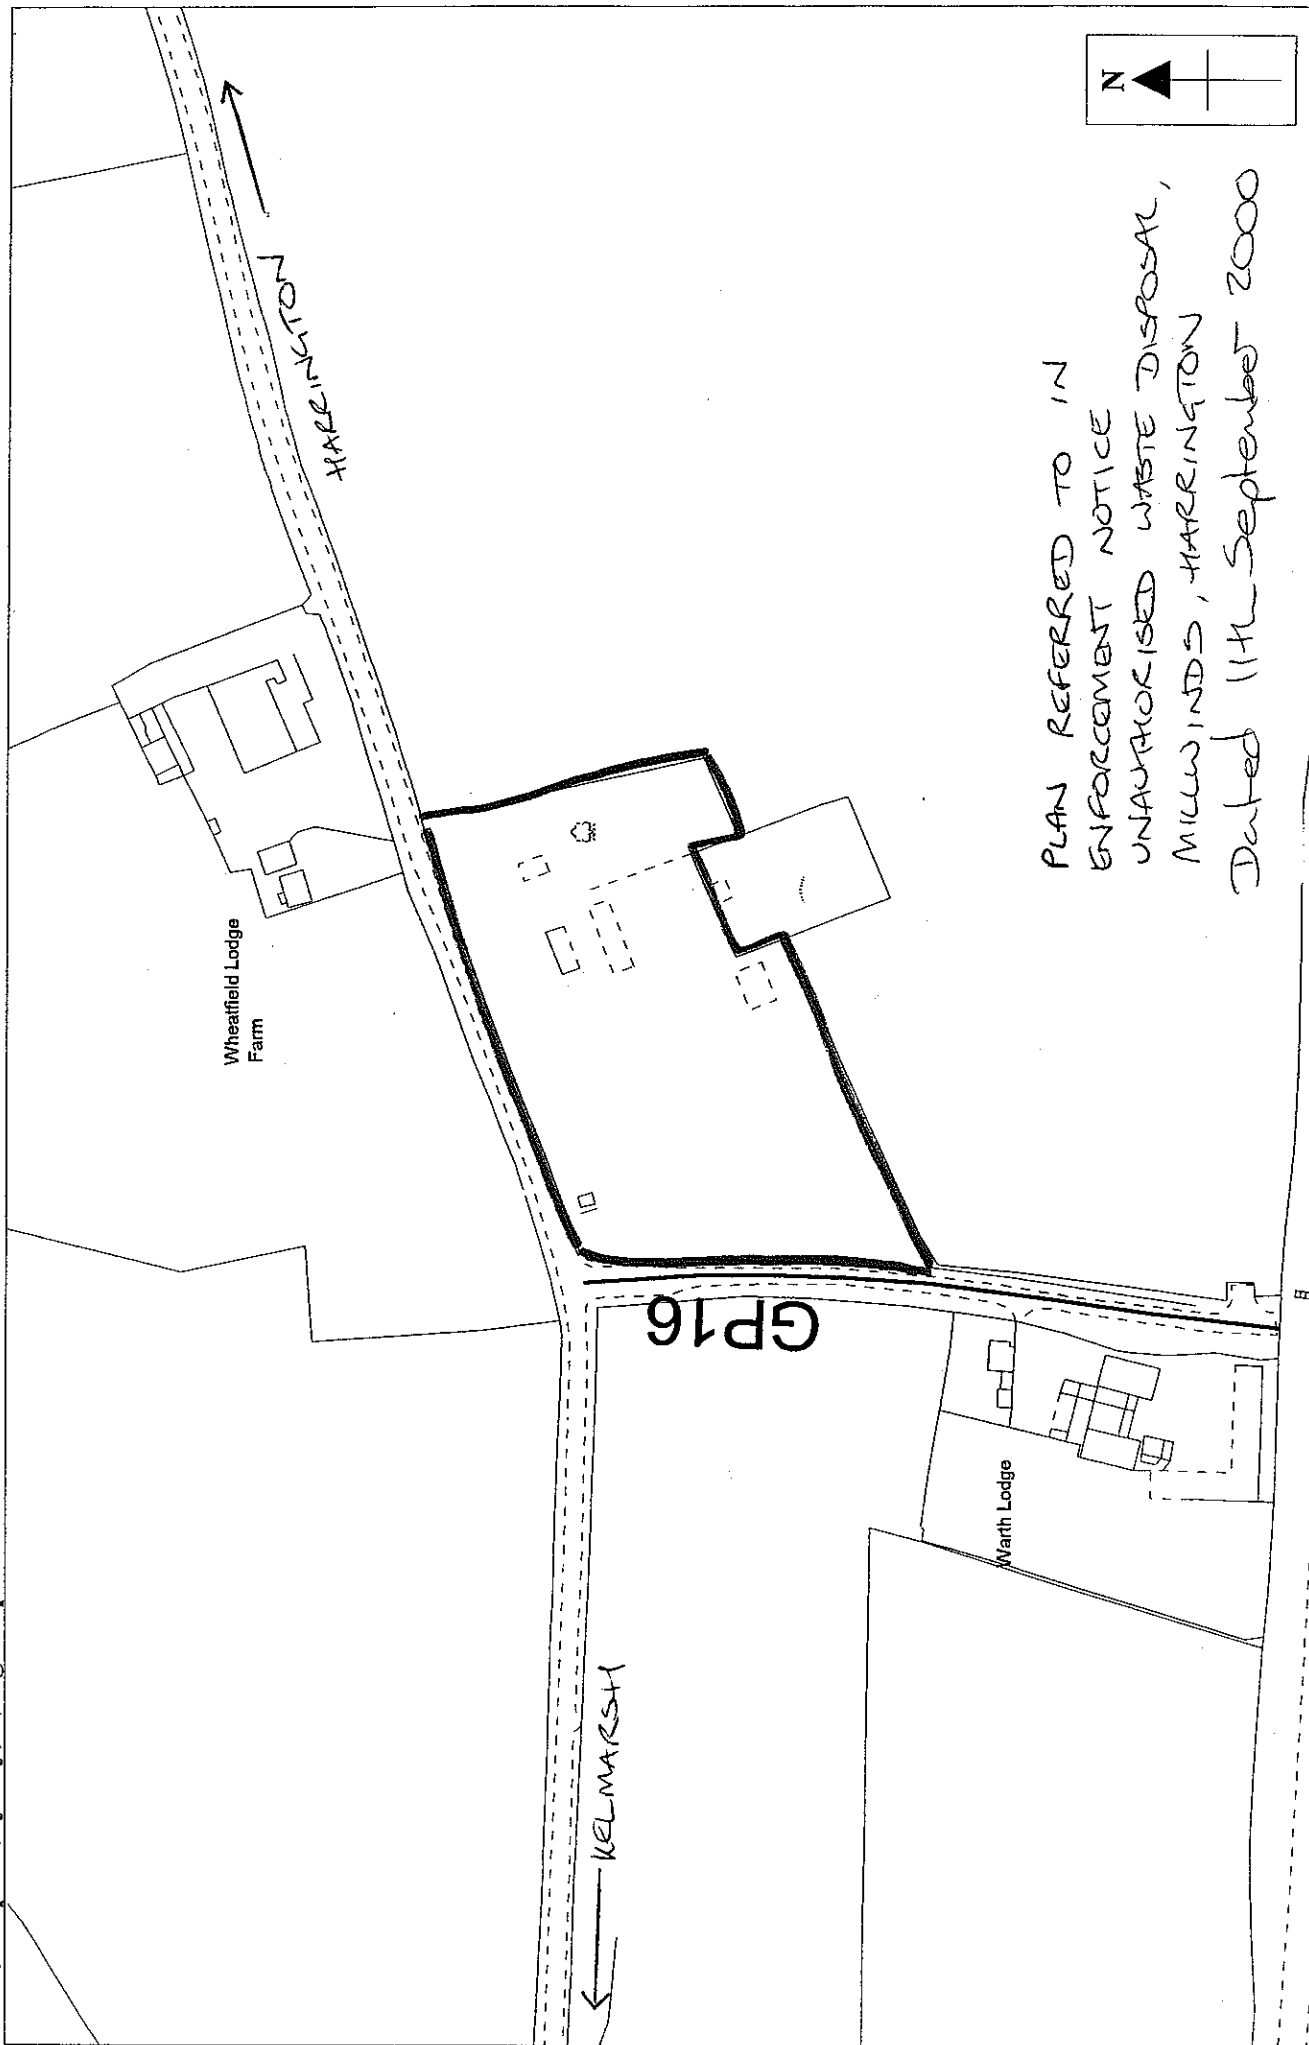 HARRINGTON
Wheatfield Lodge
Farm
GP16
KELMARSH
Warth Lodge
N
PLAN REFERRED TO IN
ENFORCEMENT NOTICE
UNAUTHORISED WASTE DISPOSAL,
MILLWINDS, HARRINGTON
Dated 11th September 2000